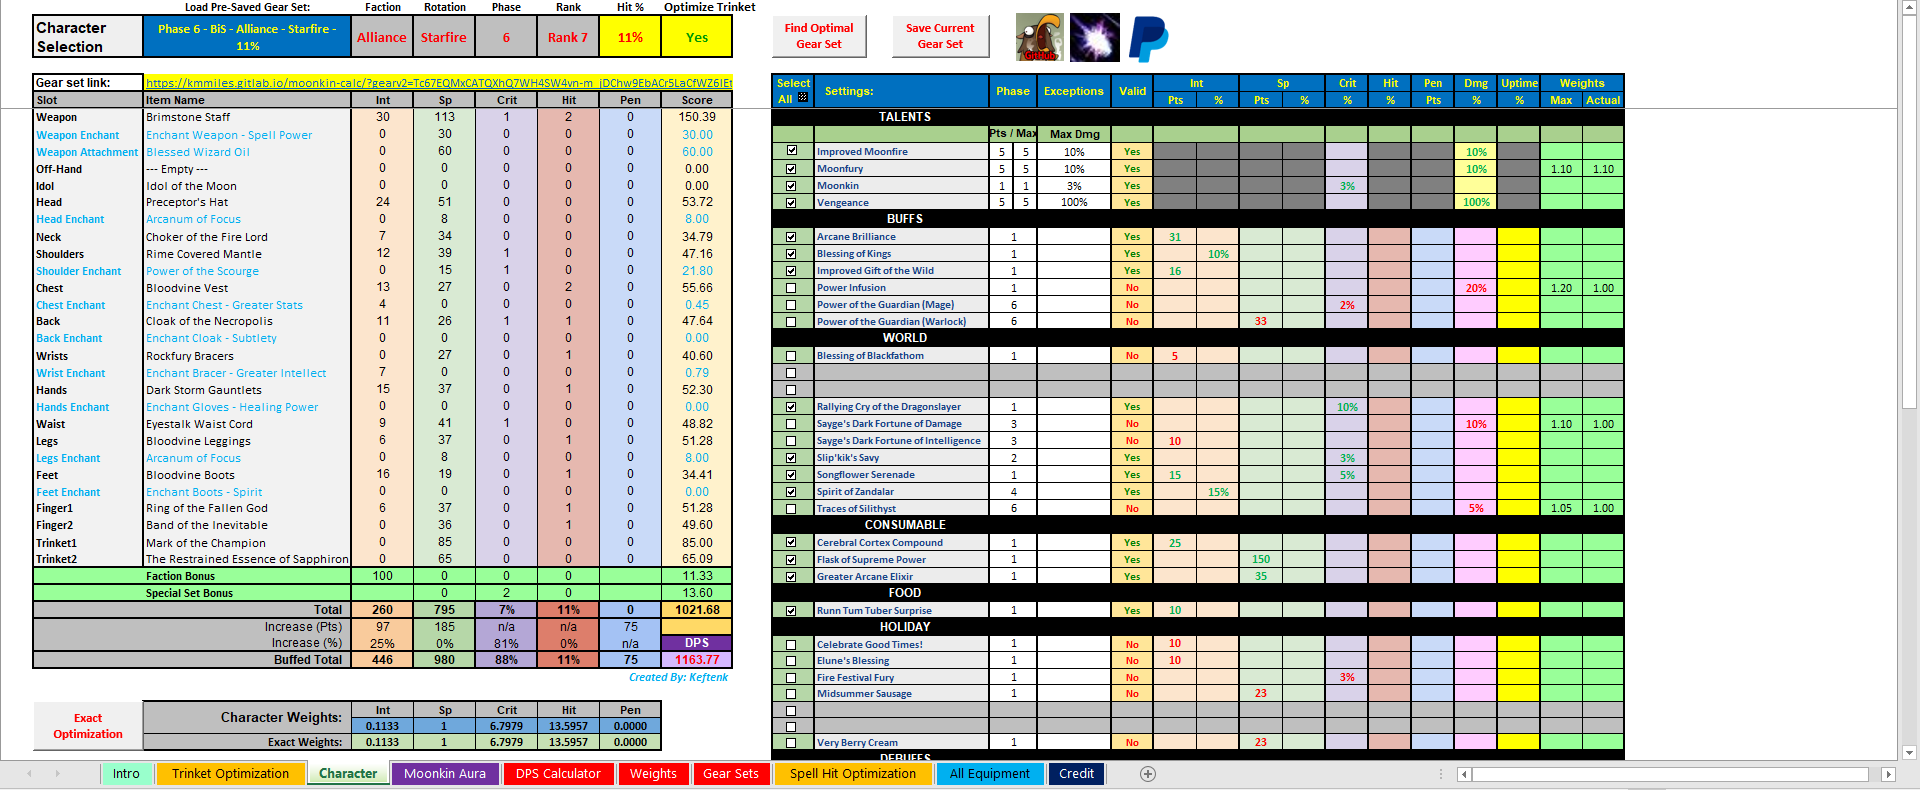 Load Pre-Saved Gear Set: Faction Rotation Phase Rank Hit % Optimize Trinket
Character Selection Phase 6 - BiS - Alliance - Starfire - 11% Alliance Starfire 6 Rank 7 11% Yes
Find Optimal Gear Set Save Current Gear Set
Gear set link: https://kmmiles.gitlab.io/moonkin-calc/?gearv2=
Slot Item Name Int Sp Crit Hit Pen Score
Weapon Brimstone Staff 30 113 1 2 0 150.39
Weapon Enchant Enchant Weapon - Spell Power 0 30 0 0 0 30.00
Weapon Attachment Blessed Wizard Oil 0 60 0 0 0 60.00
Off-Hand --- Empty --- 0 0 0 0 0 0.00
Idol Idol of the Moon 0 0 0 0 0 0.00
Head Preceptor's Hat 24 51 0 0 0 53.72
Head Enchant Arcanum of Focus 0 8 0 0 0 8.00
Neck Choker of the Fire Lord 7 34 0 0 0 34.79
Shoulders Rime Covered Mantle 12 39 1 0 0 47.16
Shoulder Enchant Power of the Scourge 0 15 1 0 0 21.80
Chest Bloodvine Vest 13 27 0 2 0 55.66
Chest Enchant Enchant Chest - Greater Stats 4 0 0 0 0 0.45
Back Cloak of the Necropolis 11 26 1 1 0 47.64
Back Enchant Enchant Cloak - Subtlety 0 0 0 0 0 0.00
Wrists Rockfury Bracers 0 27 0 1 0 40.60
Wrist Enchant Enchant Bracer - Greater Intellect 7 0 0 0 0 0.79
Hands Dark Storm Gauntlets 15 37 0 1 0 52.30
Hands Enchant Enchant Gloves - Healing Power 0 0 0 0 0 0.00
Waist Eyestalk Waist Cord 9 41 1 0 0 48.82
Legs Bloodvine Leggings 6 37 0 1 0 51.28
Legs Enchant Arcanum of Focus 0 8 0 0 0 8.00
Feet Bloodvine Boots 16 19 0 1 0 34.41
Feet Enchant Enchant Boots - Spirit 0 0 0 0 0 0.00
Finger1 Ring of the Fallen God 6 37 0 1 0 51.28
Finger2 Band of the Inevitable 0 36 0 1 0 49.60
Trinket1 Mark of the Champion 0 85 0 0 0 85.00
Trinket2 The Restrained Essence of Sapphiron 0 65 0 0 0 65.09
Faction Bonus 100 0 0 0 11.33
Special Set Bonus 0 2 0 13.60
Total 260 795 7% 11% 0 1021.68
Increase (Pts) 97 185 n/a n/a 75
Increase (%) 25% 0% 81% 0% n/a DPS
Buffed Total 446 980 88% 11% 75 1163.77
Created By: Keftenk
Exact Optimization
Int Sp Crit Hit Pen
Character Weights: 0.1133 1 6.7979 13.5957 0.0000
Exact Weights: 0.1133 1 6.7979 13.5957 0.0000
Select All Settings: Phase Exceptions Valid Int Sp Crit Hit Pen Dmg Uptime Weights
Pts % Pts % % % Pts % % Max Actual
TALENTS
Pts / Max Max Dmg
Improved Moonfire 5 5 10% Yes 10%
Moonfury 5 5 10% Yes 10% 1.10 1.10
Moonkin 1 1 3% Yes 3%
Vengeance 5 5 100% Yes 100%
BUFFS
Arcane Brilliance 1 Yes 31
Blessing of Kings 1 Yes 10%
Improved Gift of the Wild 1 Yes 16
Power Infusion 1 No 20% 1.20 1.00
Power of the Guardian (Mage) 6 No 2%
Power of the Guardian (Warlock) 6 No 33
WORLD
Blessing of Blackfathom 1 No 5
Rallying Cry of the Dragonslayer 1 Yes 10%
Sayge's Dark Fortune of Damage 3 No 10% 1.10 1.00
Sayge's Dark Fortune of Intelligence 3 No 10
Slip'kik's Savy 2 Yes 3%
Songflower Serenade 1 Yes 15 5%
Spirit of Zandalar 4 Yes 15%
Traces of Silithyst 6 No 5% 1.05 1.00
CONSUMABLE
Cerebral Cortex Compound 1 Yes 25
Flask of Supreme Power 1 Yes 150
Greater Arcane Elixir 1 Yes 35
FOOD
Runn Tum Tuber Surprise 1 Yes 10
HOLIDAY
Celebrate Good Times! 1 No 10
Elune's Blessing 1 No 10
Fire Festival Fury 1 No 3%
Midsummer Sausage 1 No 23
Very Berry Cream 1 No 23
DEBUFFS
Intro Trinket Optimization Character Moonkin Aura DPS Calculator Weights Gear Sets Spell Hit Optimization All Equipment Credit